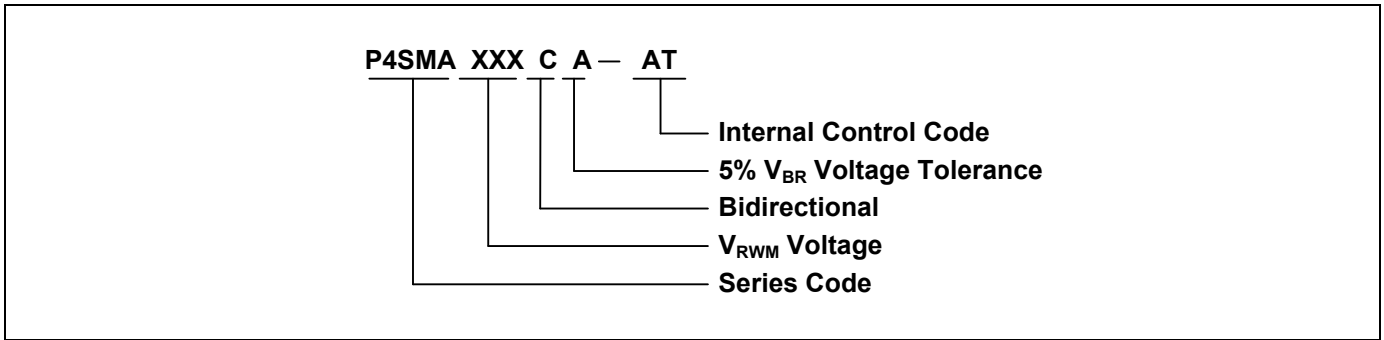 P4SMA XXX C A — AT
Internal Control Code
5% VBR Voltage Tolerance
Bidirectional
VRWM Voltage
Series Code